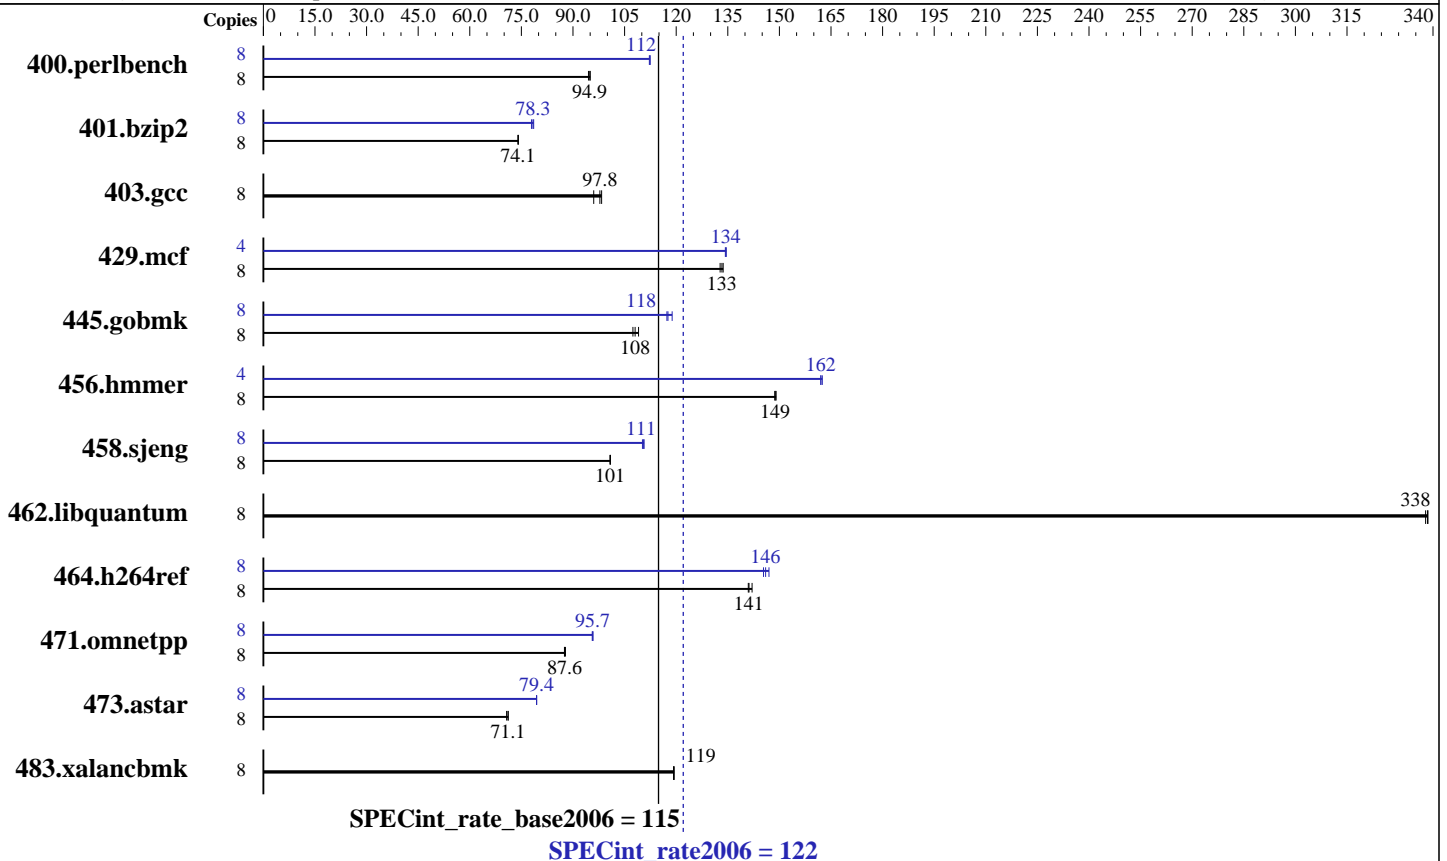 Copies 0 15.0 30.0 45.0 60.0 75.0 90.0 105 120 135 150 165 180 195 210 225 240 255 270 285 300 315 340
400.perlbench 8 112
8 94.9
401.bzip2 8 78.3
8 74.1
403.gcc 8 97.8
429.mcf 4 134
8 133
445.gobmk 8 118
8 108
456.hmmer 4 162
8 149
458.sjeng 8 111
8 101
462.libquantum 8 338
464.h264ref 8 146
8 141
471.omnetpp 8 95.7
8 87.6
473.astar 8 79.4
8 71.1
483.xalancbmk 8 119
SPECint_rate_base2006 = 115
SPECint_rate2006 = 122